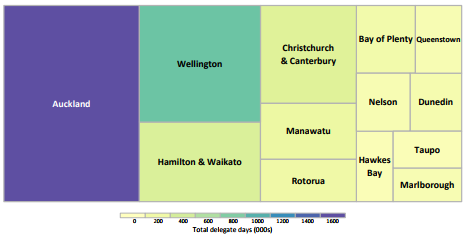 Auckland
Wellington
Hamilton & Waikato
Christchurch
& Canterbury
Manawatu
Rotorua
Bay of Plenty
Queenstown
Nelson
Dunedin
Hawkes
Bay
Taupo
Marlborough
0 200 400 600 800 1000 1200 1400 1600
Total delegate days (000s)